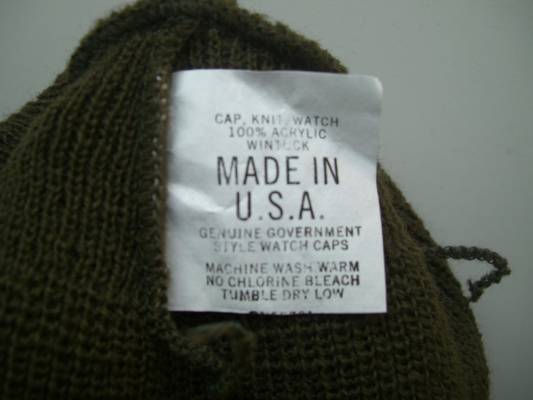 CAP, KNIT, WATCH
100% ACRYLIC
WINTUCK
MADE IN
U.S.A.
GENUINE GOVERNMENT
STYLE WATCH CAPS
MACHINE WASH WARM
NO CHLORINE BLEACH
TUMBLE DRY LOW